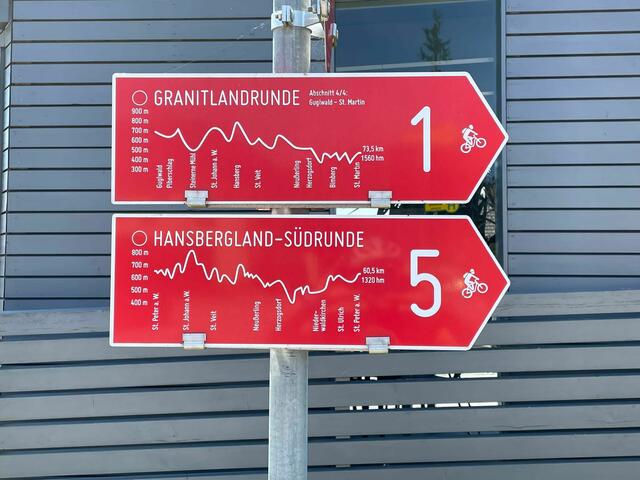 GRANITLANDRUNDE
Abschnitt 4/4:
Guglwald – St. Martin
900 m
800 m
700 m
600 m
500 m
400 m
300 m
73,5 km
1560 hm
Guglwald
Piberschlag
Steinerne Mühl
St. Johann a. W.
Hansberg
St. Veit
Neußerling
Herzogsdorf
Bimberg
St. Martin
1
HANSBERGLAND-SÜDRUNDE
800 m
700 m
600 m
500 m
400 m
60,5 km
1320 hm
St. Peter a. W.
St. Johann a. W.
St. Veit
Neußerling
Herzogsdorf
Nieder-
waldkirchen
St. Ulrich
St. Peter a. W.
5